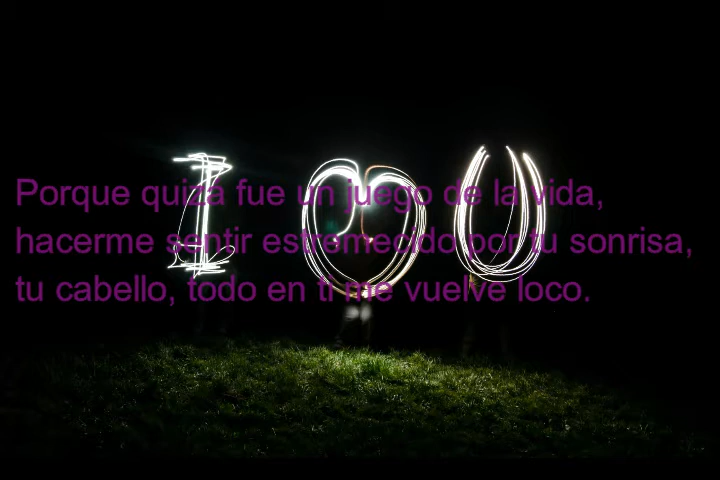 I ♥ U
Porque quizá fue un juego de la vida,
hacerme sentir estremecido por tu sonrisa,
tu cabello, todo en ti me vuelve loco.